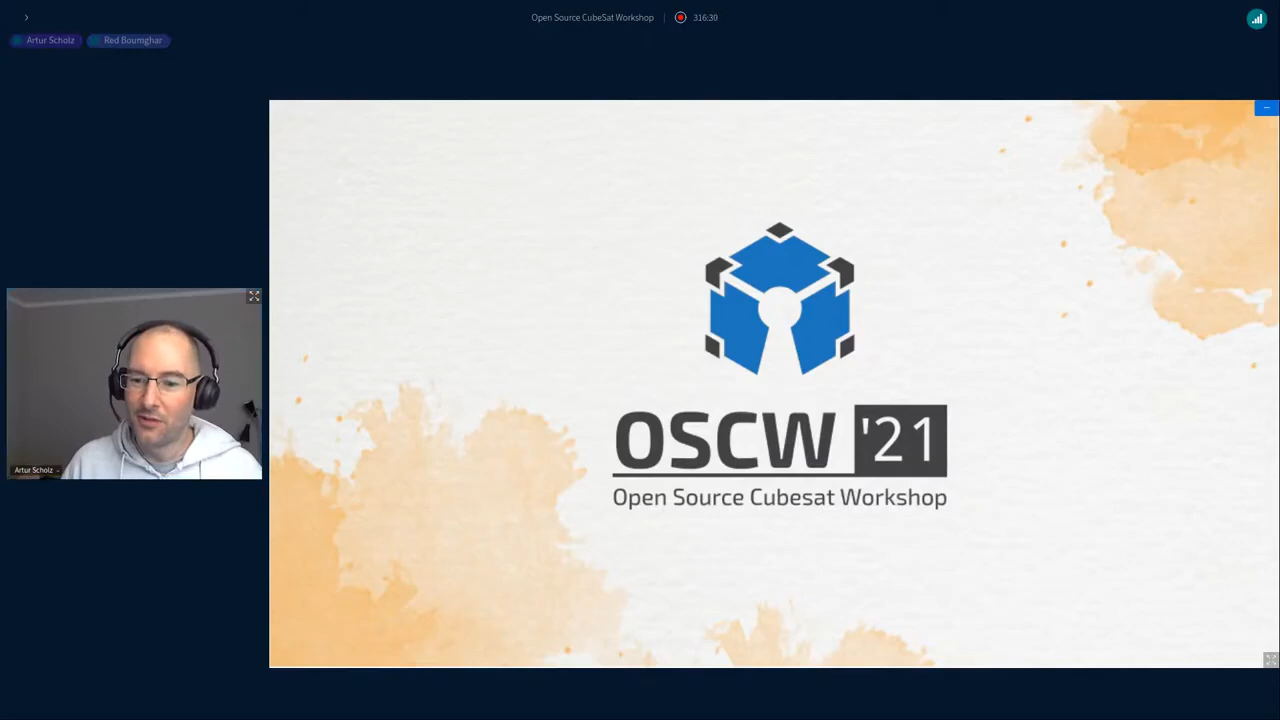 Open Source CubeSat Workshop
316:30
Artur Scholz
Red Boumghar
OSCW '21
Open Source Cubesat Workshop
Artur Scholz